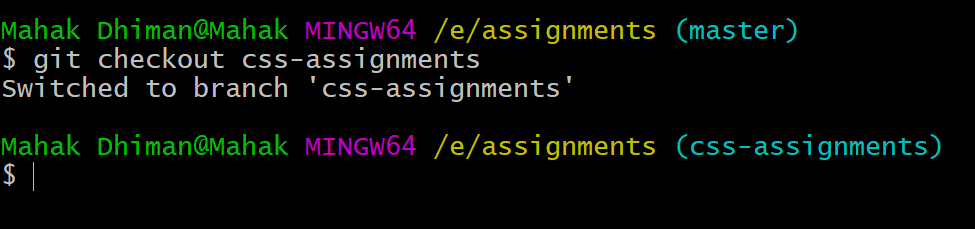 Mahak Dhiman@Mahak MINGW64 /e/assignments (master)
$ git checkout css-assignments
Switched to branch 'css-assignments'
Mahak Dhiman@Mahak MINGW64 /e/assignments (css-assignments)
$